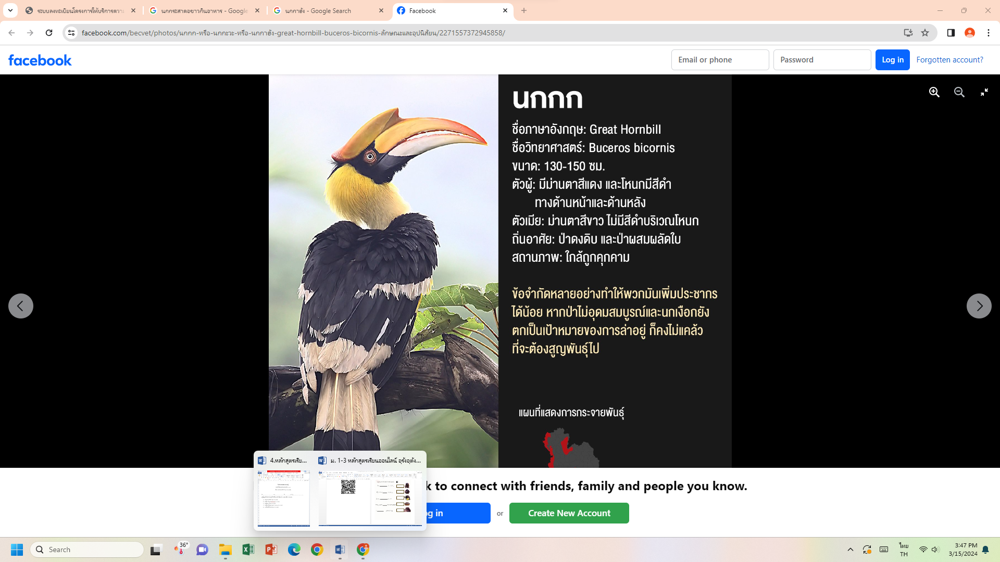 ระบบลงทะเบียนโครงการให้บริการความ
นกกระสาคอขาวกินอาหาร - Google
นกกาฮัง - Google Search
Facebook
facebook.com/becvet/photos/นกกก-หรือ-นกกะวะ-หรือ-นกกาฮัง-great-hornbill-buceros-bicornis-ลักษณะและอุปนิสัยน/2271557372945858/
facebook
Email or phone
Password
Log in
Forgotten account?
นกกก
ชื่อภาษาอังกฤษ: Great Hornbill
ชื่อวิทยาศาสตร์: Buceros bicornis
ขนาด: 130-150 ซม.
ตัวผู้: มีม่านตาสีแดง และโหนกมีสีดำ
ทางด้านหน้าและด้านหลัง
ตัวเมีย: ม่านตาสีขาว ไม่มีสีดำบริเวณโหนก
ถิ่นอาศัย: ป่าดงดิบ และป่าผสมผลัดใบ
สถานภาพ: ใกล้ถูกคุกคาม
ข้อจำกัดหลายอย่างทำให้พวกมันเพิ่มประชากร
ได้น้อย หากป่าไม่อุดมสมบูรณ์และนกเงือกยัง
ตกเป็นเป้าหมายของการล่าอยู่ ก็คงไม่แคล้ว
ที่จะต้องสูญพันธุ์ไป
แผนที่แสดงการกระจายพันธุ์
4.หลักสูตรเรีย...
ม. 1-3 หลักสูตรเรียนออนไลน์ อุรังอุตัง...
k to connect with friends, family and people you know.
og in
or
Create New Account
Search
36°
ไทย
TH
3:47 PM
3/15/2024